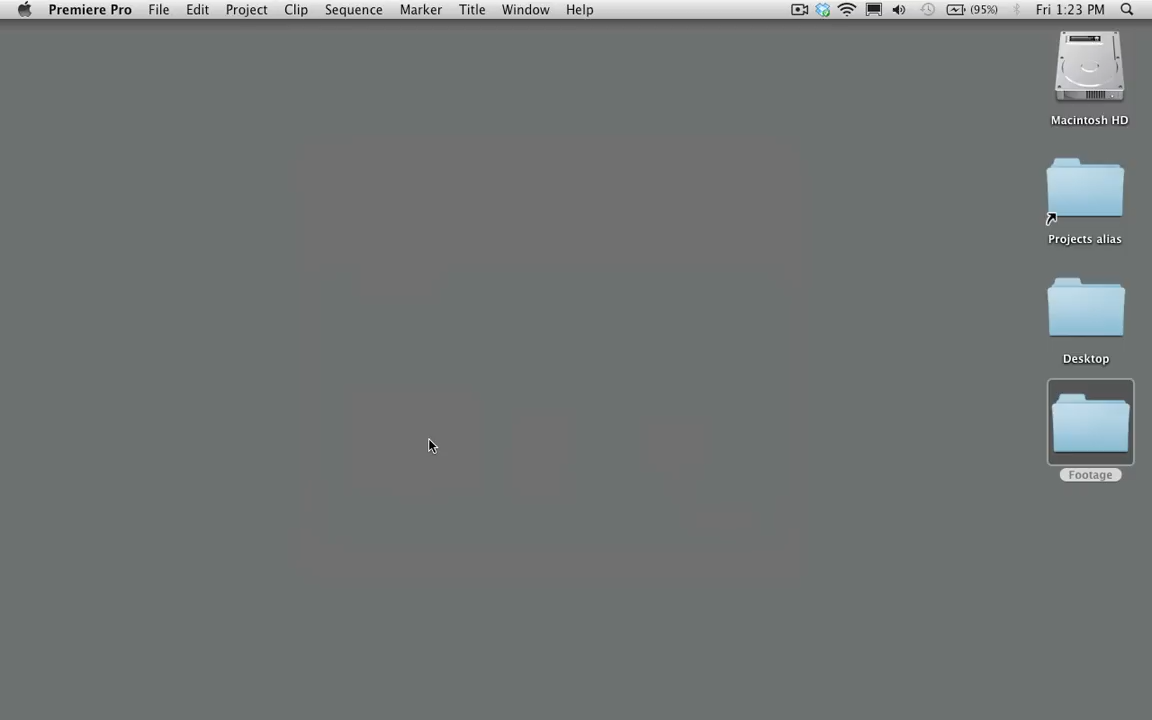 Premiere Pro File Edit Project Clip Sequence Marker Title Window Help (95%) Fri 1:23 PM
Macintosh HD
Projects alias
Desktop
Footage